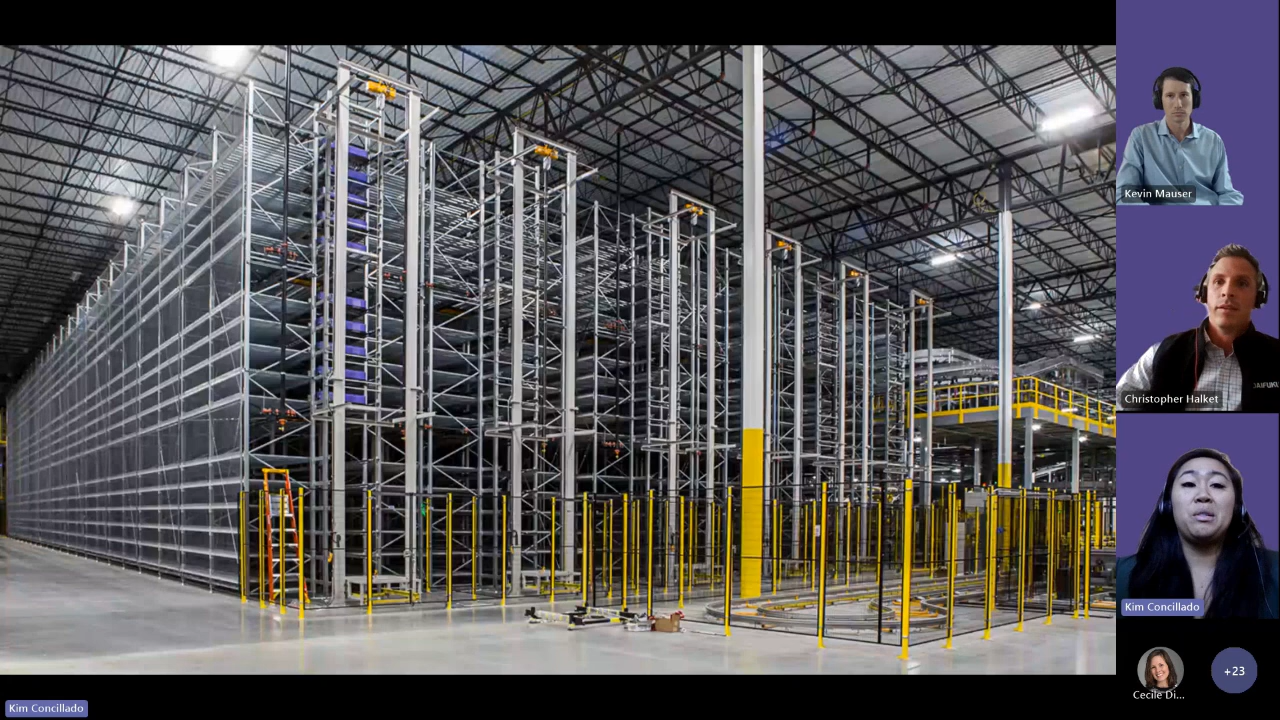 Kevin Mauser
Christopher Halket
Kim Concillado
Cecile Di...
+23
Kim Concillado